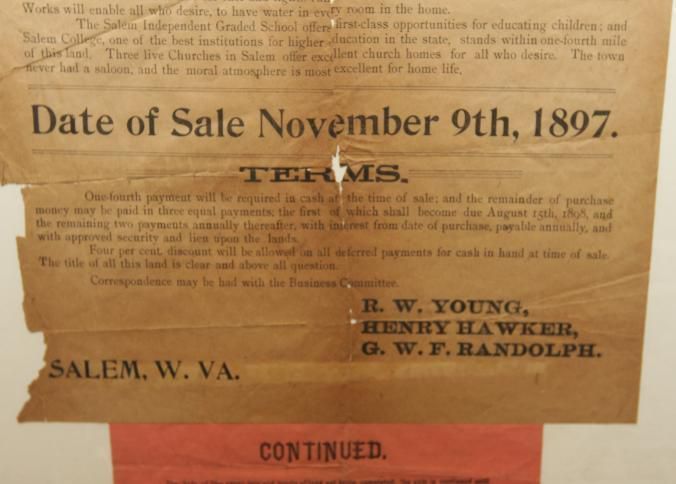 Works will enable all who desire, to have water in every room in the home.
The Salem Independent Graded School offers first-class opportunities for educating children; and
Salem College, one of the best institutions for higher education in the state, stands within one-fourth mile
of this land. Three live Churches in Salem offer excellent church homes for all who desire. The town
never had a saloon, and the moral atmosphere is most excellent for home life.
Date of Sale November 9th, 1897.
TERMS.
One-fourth payment will be required in cash at the time of sale; and the remainder of purchase
money may be paid in three equal payments; the first of which shall become due August 15th, 1898, and
the remaining two payments annually thereafter, with interest from date of purchase, payable annually, and
with approved security and lien upon the lands.
Four per cent. discount will be allowed on all deferred payments for cash in hand at time of sale.
The title of all this land is clear and above all question.
Correspondence may be had with the Business Committee.
R. W. YOUNG,
HENRY HAWKER,
G. W. F. RANDOLPH.
SALEM, W. VA.
CONTINUED.